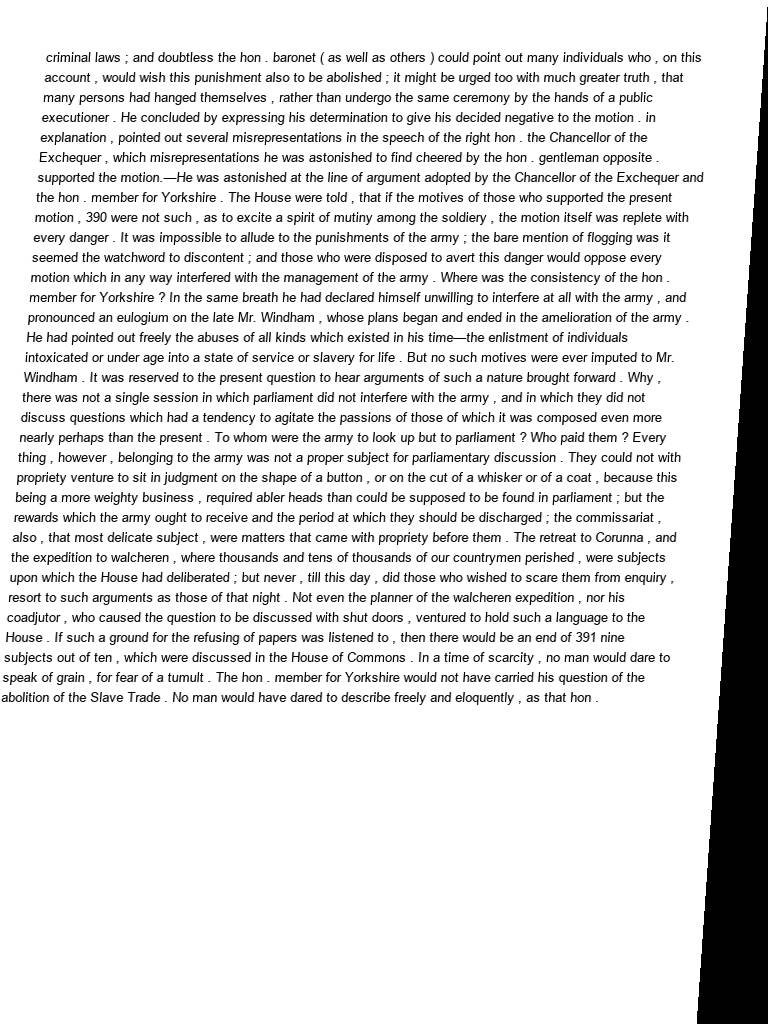 criminal laws ; and doubtless the hon . baronet ( as well as others ) could point out many individuals who , on this
account , would wish this punishment also to be abolished ; it might be urged too with much greater truth , that
many persons had hanged themselves , rather than undergo the same ceremony by the hands of a public
executioner . He concluded by expressing his determination to give his decided negative to the motion . in
explanation , pointed out several misrepresentations in the speech of the right hon . the Chancellor of the
Exchequer , which misrepresentations he was astonished to find cheered by the hon . gentleman opposite .
supported the motion.—He was astonished at the line of argument adopted by the Chancellor of the Exchequer and
the hon . member for Yorkshire . The House were told , that if the motives of those who supported the present
motion , 390 were not such , as to excite a spirit of mutiny among the soldiery , the motion itself was replete with
every danger . It was impossible to allude to the punishments of the army ; the bare mention of flogging was it
seemed the watchword to discontent ; and those who were disposed to avert this danger would oppose every
motion which in any way interfered with the management of the army . Where was the consistency of the hon .
member for Yorkshire ? In the same breath he had declared himself unwilling to interfere at all with the army , and
pronounced an eulogium on the late Mr. Windham , whose plans began and ended in the amelioration of the army .
He had pointed out freely the abuses of all kinds which existed in his time—the enlistment of individuals
intoxicated or under age into a state of service or slavery for life . But no such motives were ever imputed to Mr.
Windham . It was reserved to the present question to hear arguments of such a nature brought forward . Why ,
there was not a single session in which parliament did not interfere with the army , and in which they did not
discuss questions which had a tendency to agitate the passions of those of which it was composed even more
nearly perhaps than the present . To whom were the army to look up but to parliament ? Who paid them ? Every
thing , however , belonging to the army was not a proper subject for parliamentary discussion . They could not with
propriety venture to sit in judgment on the shape of a button , or on the cut of a whisker or of a coat , because this
being a more weighty business , required abler heads than could be supposed to be found in parliament ; but the
rewards which the army ought to receive and the period at which they should be discharged ; the commissariat ,
also , that most delicate subject , were matters that came with propriety before them . The retreat to Corunna , and
the expedition to walcheren , where thousands and tens of thousands of our countrymen perished , were subjects
upon which the House had deliberated ; but never , till this day , did those who wished to scare them from enquiry ,
resort to such arguments as those of that night . Not even the planner of the walcheren expedition , nor his
coadjutor , who caused the question to be discussed with shut doors , ventured to hold such a language to the
House . If such a ground for the refusing of papers was listened to , then there would be an end of 391 nine
subjects out of ten , which were discussed in the House of Commons . In a time of scarcity , no man would dare to
speak of grain , for fear of a tumult . The hon . member for Yorkshire would not have carried his question of the
abolition of the Slave Trade . No man would have dared to describe freely and eloquently , as that hon .